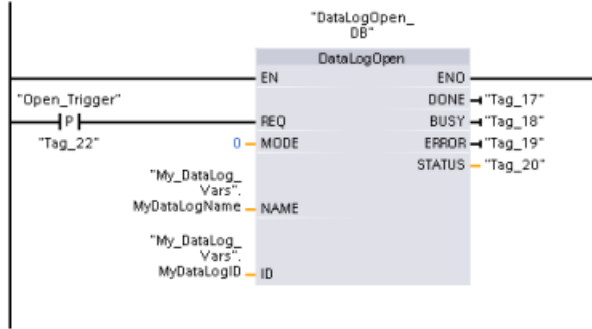 "DataLogOpen_
DB"
DataLogOpen
EN ENO
"Open_Trigger" DONE "Tag_17"
P REQ BUSY "Tag_18"
"Tag_22" 0 MODE ERROR "Tag_19"
STATUS "Tag_20"
"My_DataLog_
Vars".
MyDataLogName NAME
"My_DataLog_
Vars".
MyDataLogID ID